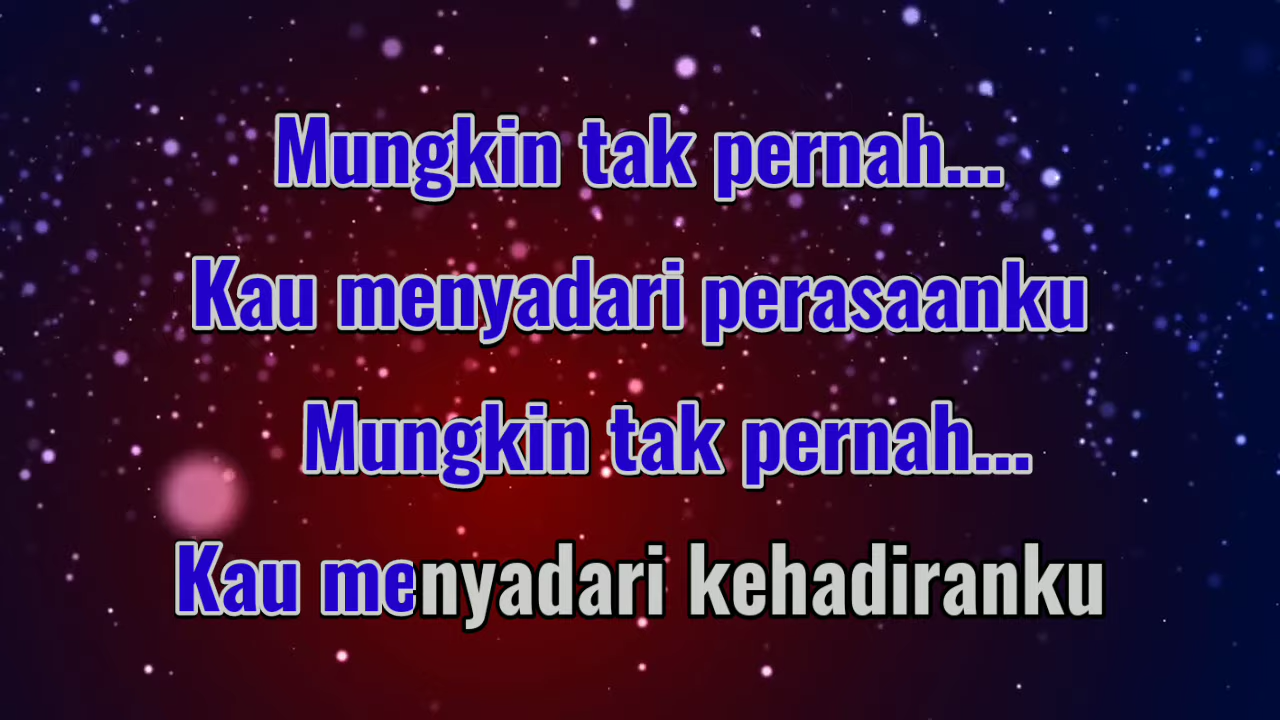 Mungkin tak pernah...
Kau menyadari perasaanku
Mungkin tak pernah...
Kau menyadari kehadiranku